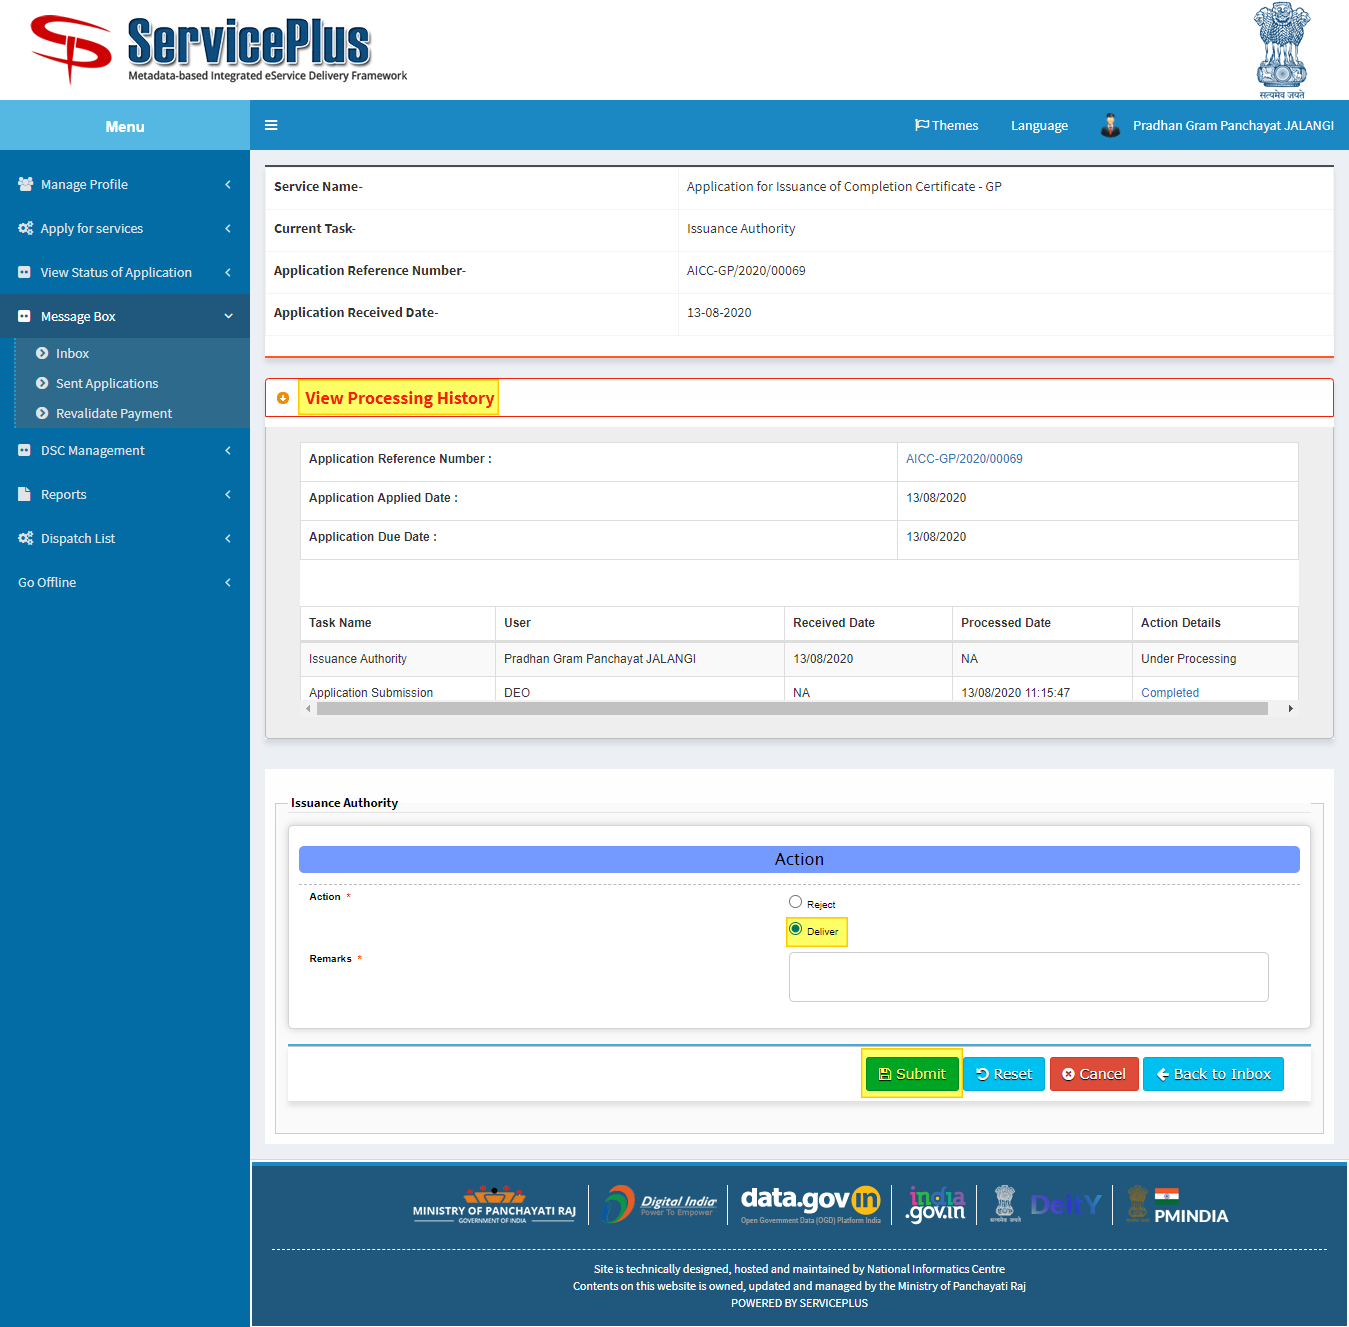 ServicePlus
Metadata-based Integrated eService Delivery Framework
सत्यमेव जयते
Menu
Themes
Language
Pradhan Gram Panchayat JALANGI
Manage Profile
Apply for services
View Status of Application
Message Box
Inbox
Sent Applications
Revalidate Payment
DSC Management
Reports
Dispatch List
Go Offline
Service Name- Application for Issuance of Completion Certificate - GP
Current Task- Issuance Authority
Application Reference Number- AICC-GP/2020/00069
Application Received Date- 13-08-2020
View Processing History
Application Reference Number : AICC-GP/2020/00069
Application Applied Date : 13/08/2020
Application Due Date : 13/08/2020
Task Name User Received Date Processed Date Action Details
Issuance Authority Pradhan Gram Panchayat JALANGI 13/08/2020 NA Under Processing
Application Submission DEO NA 13/08/2020 11:15:47 Completed
Issuance Authority
Action
Action * Reject
Deliver
Remarks *
Submit Reset Cancel Back to Inbox
MINISTRY OF PANCHAYATI RAJ
GOVERNMENT OF INDIA
Digital India
Power To Empower
data.gov in
Open Government Data (OGD) Platform India
india
.gov.in
सत्यमेव जयते
DeitY
PMINDIA
Site is technically designed, hosted and maintained by National Informatics Centre
Contents on this website is owned, updated and managed by the Ministry of Panchayati Raj
POWERED BY SERVICEPLUS